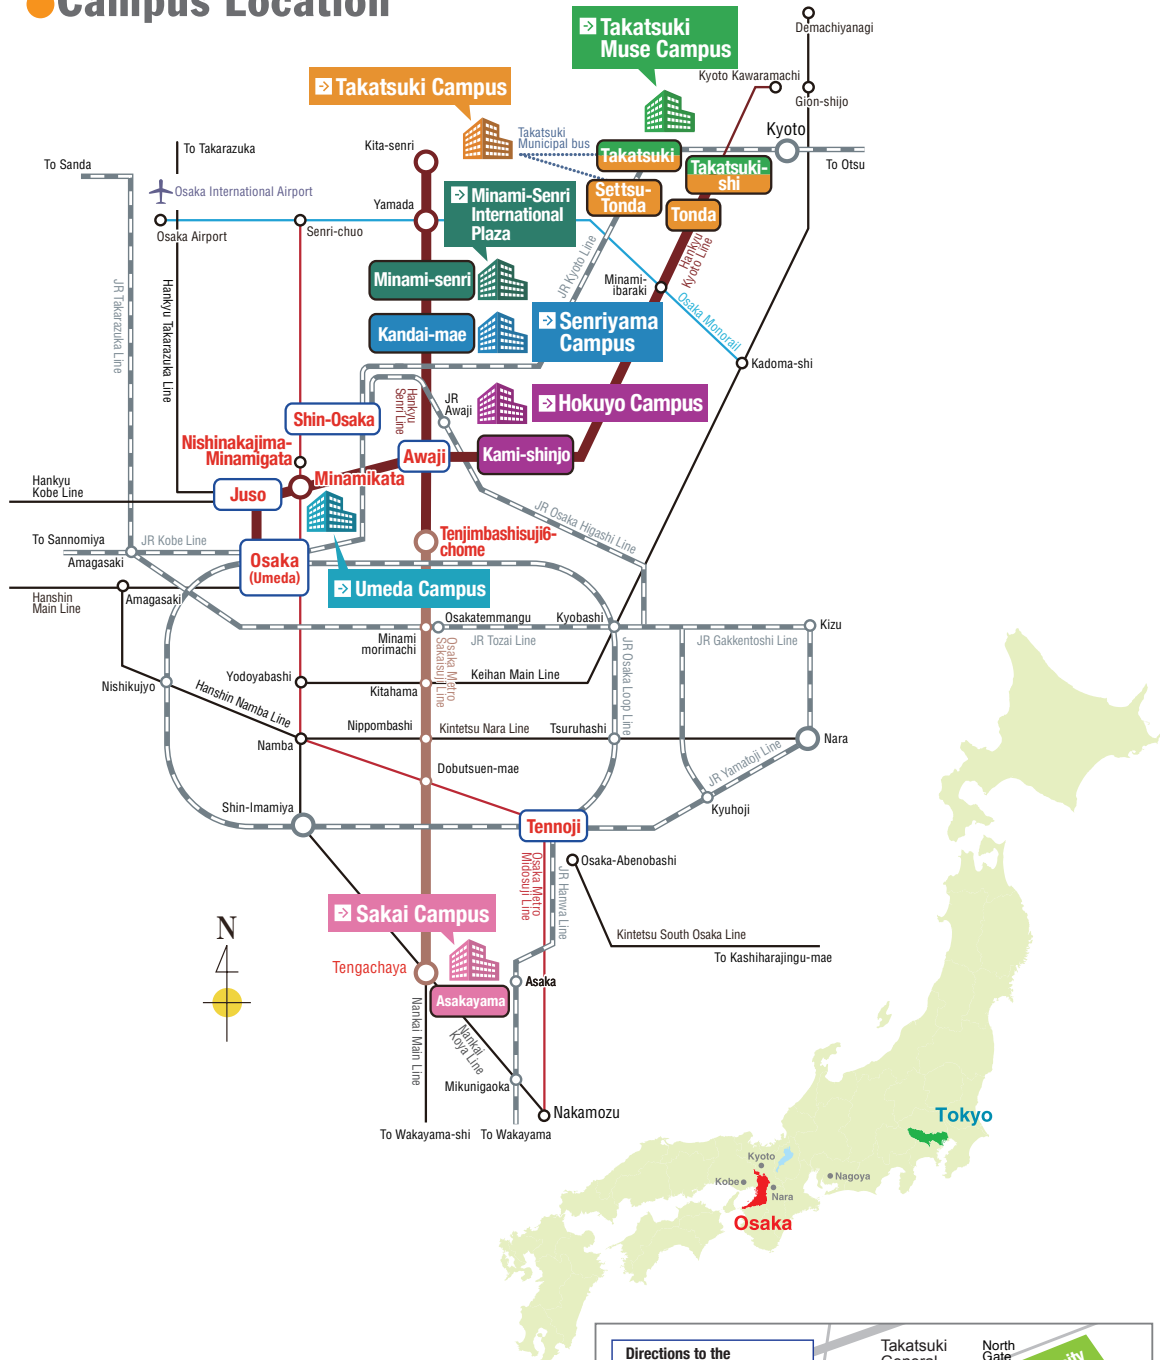 Campus Location
Takatsuki
Muse Campus
Demachiyanagi
Kyoto Kawaramachi
Gion-shijo
Takatsuki Campus
Takatsuki
Municipal bus
Kyoto
To Otsu
To Takarazuka
Kita-senri
To Sanda
Takatsuki
Takatsuki-
shi
Osaka International Airport
Settsu-
Tonda
Tonda
Yamada
Minami-Senri
International
Plaza
Osaka Airport
Senri-chuo
JR Kyoto Line
Hankyu
Kyoto Line
Minami-senri
Minami-
ibaraki
Osaka Monorail
JR Takarazuka Line
Hankyu Takarazuka Line
Kandai-mae
Senriyama
Campus
Kadoma-shi
Hankyu
Senri Line
JR
Awaji
Hokuyo Campus
Shin-Osaka
Nishinakajima-
Minamigata
Awaji
Kami-shinjo
Minamikata
Hankyu
Kobe Line
Juso
JR Osaka Higashi Line
To Sannomiya
JR Kobe Line
Amagasaki
Osaka
(Umeda)
Tenjimbashisuji6-
chome
Umeda Campus
Hanshin
Main Line
Amagasaki
Osakatemmangu
Kyobashi
Kizu
Minami
morimachi
JR Tozai Line
JR Gakkentoshi Line
Osaka Metro
Sakaisuji Line
JR Osaka Loop Line
Nishikujyo
Yodoyabashi
Kitahama
Keihan Main Line
Hanshin Namba Line
Nippombashi
Kintetsu Nara Line
Tsuruhashi
Namba
Nara
Dobutsuen-mae
JR Yamatoji Line
Shin-Imamiya
Kyuhoji
Tennoji
Osaka Metro
Midosuji Line
JR Hanwa Line
Osaka-Abenobashi
Sakai Campus
Kintetsu South Osaka Line
To Kashiharajingu-mae
N
Tengachaya
Asaka
Asakayama
Nankai Main Line
Nankai
Koya Line
Mikunigaoka
Nakamozu
To Wakayama-shi
To Wakayama
Tokyo
Kyoto
Kobe
Nagoya
Nara
Osaka
Directions to the
Takatsuki
General
North
Gate